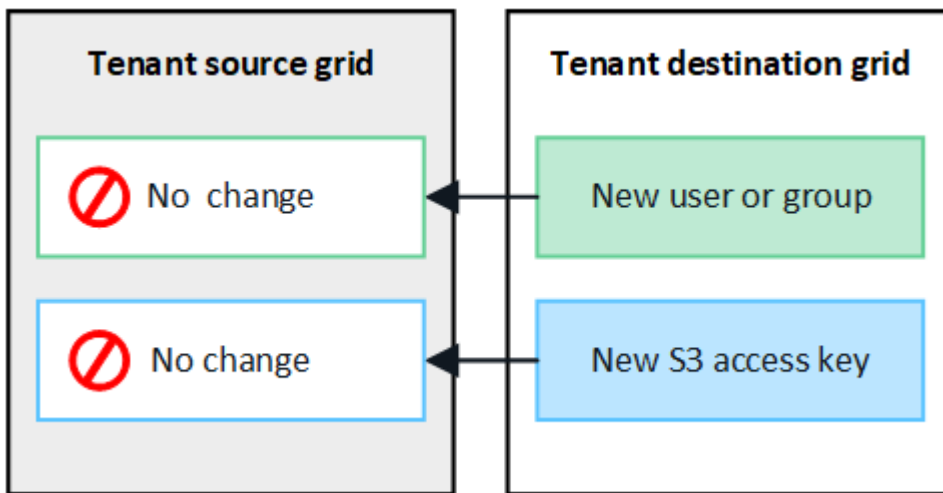 Tenant source grid
Tenant destination grid
No change
New user or group
No change
New S3 access key